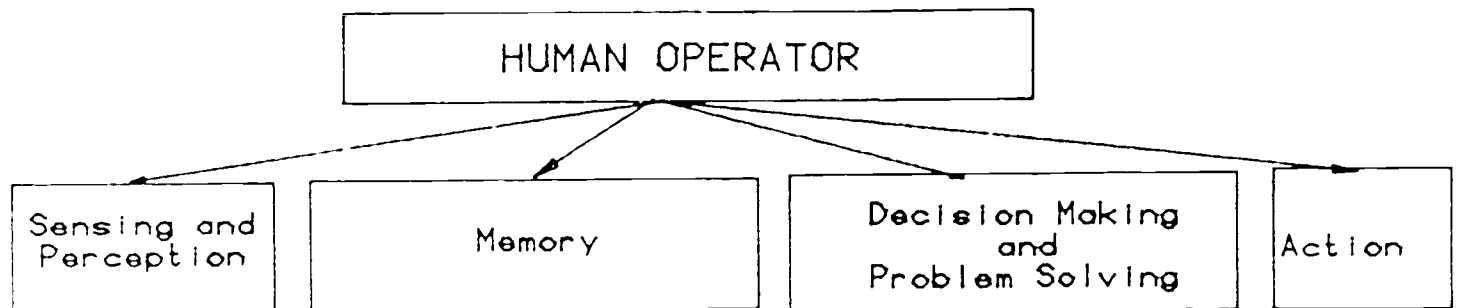 HUMAN OPERATOR
Sensing and
Perception
Memory
Decision Making
and
Problem Solving
Action